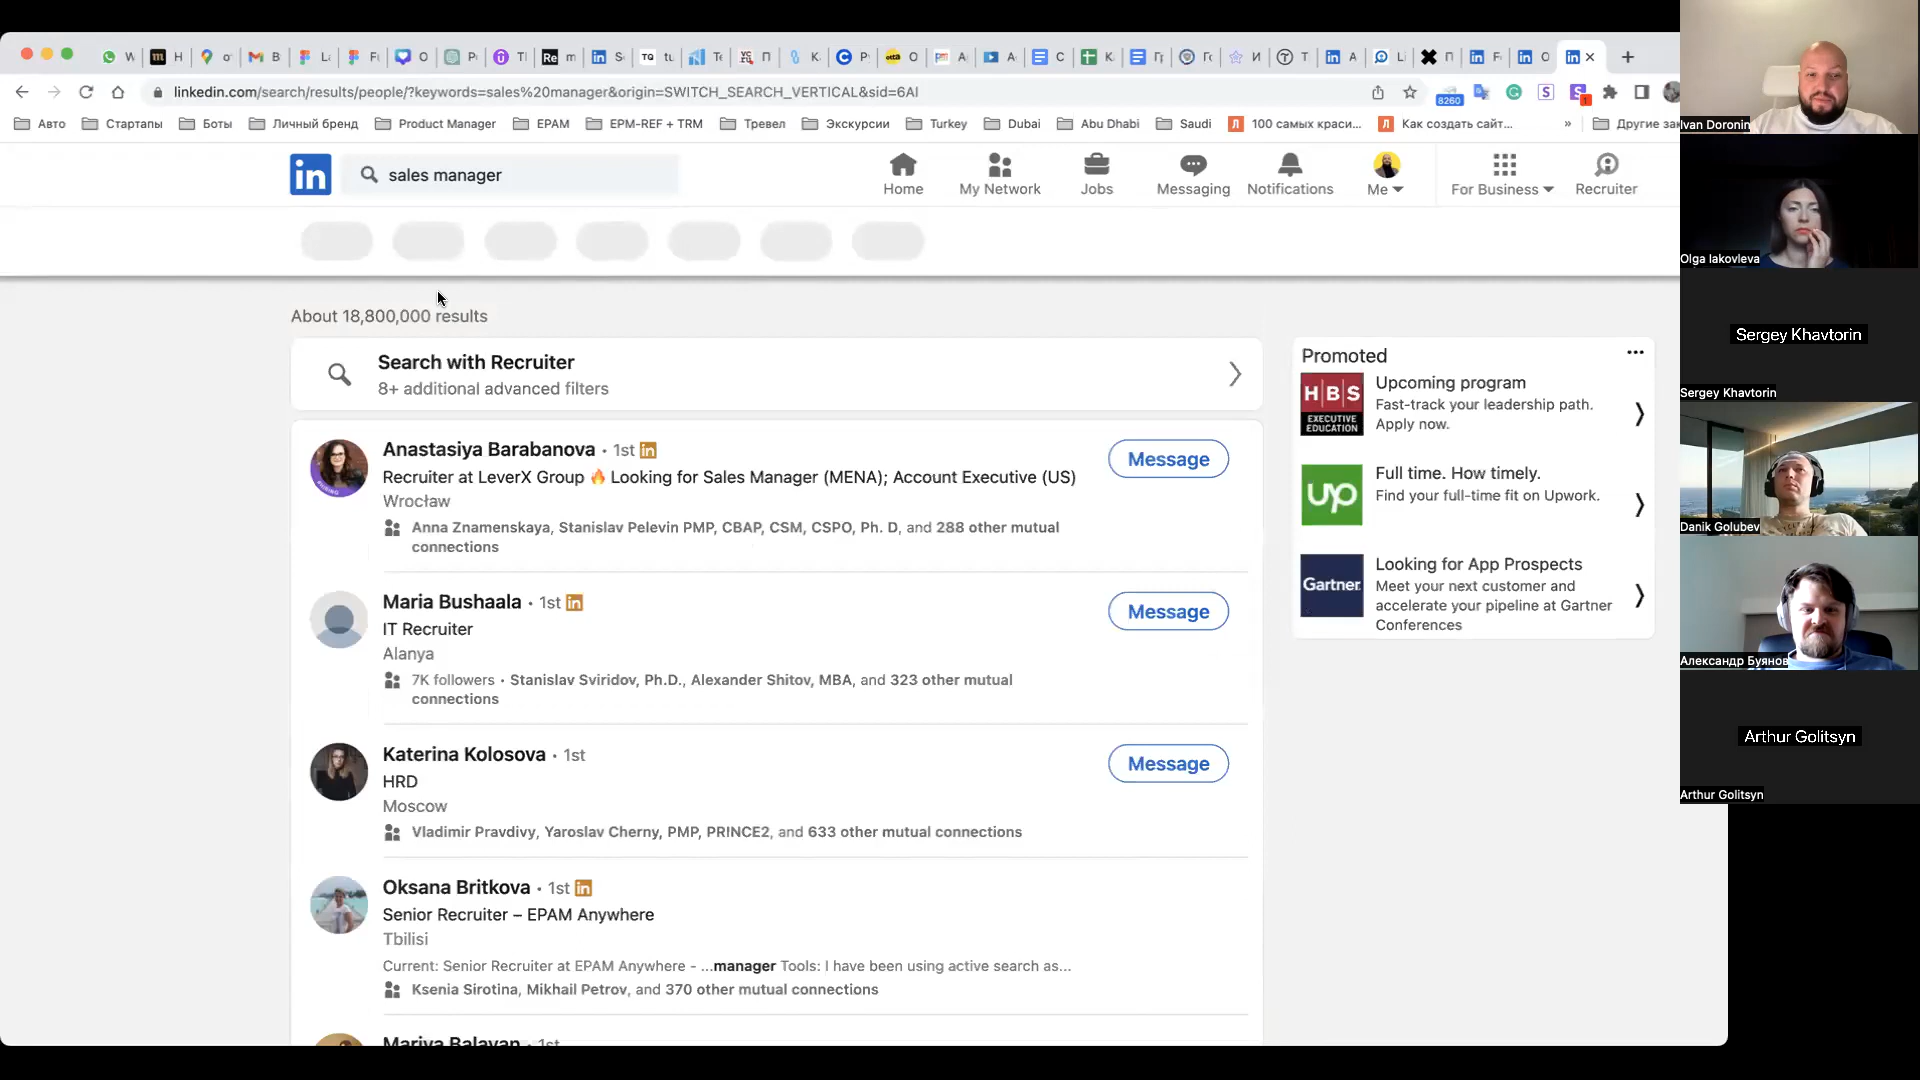 linkedin.com/search/results/people/?keywords=sales%20manager&origin=SWITCH_SEARCH_VERTICAL&sid=6AI
8260
1
Авто
Стартапы
Боты
Личный бренд
Product Manager
EPAM
EPM-REF + TRM
Тревел
Экскурсии
Turkey
Dubai
Abu Dhabi
Saudi
100 самых краси...
Как создать сайт...
»
Другие зак
in
sales manager
Home
My Network
Jobs
Messaging
Notifications
Me
For Business
Recruiter
About 18,800,000 results
Search with Recruiter
8+ additional advanced filters
Anastasiya Barabanova • 1st in
Recruiter at LeverX Group 🔥 Looking for Sales Manager (MENA); Account Executive (US)
Wrocław
Anna Znamenskaya, Stanislav Pelevin PMP, CBAP, CSM, CSPO, Ph. D, and 288 other mutual
connections
Message
Maria Bushaala • 1st in
IT Recruiter
Alanya
7K followers • Stanislav Sviridov, Ph.D., Alexander Shitov, MBA, and 323 other mutual
connections
Message
Katerina Kolosova • 1st
HRD
Moscow
Vladimir Pravdivy, Yaroslav Cherny, PMP, PRINCE2, and 633 other mutual connections
Message
Oksana Britkova • 1st in
Senior Recruiter – EPAM Anywhere
Tbilisi
Current: Senior Recruiter at EPAM Anywhere - ...manager Tools: I have been using active search as...
Ksenia Sirotina, Mikhail Petrov, and 370 other mutual connections
Mariya Balayan • 1st
Promoted
HBS
EXECUTIVE
EDUCATION
Upcoming program
Fast-track your leadership path.
Apply now.
up
Full time. How timely.
Find your full-time fit on Upwork.
Gartner
Looking for App Prospects
Meet your next customer and
accelerate your pipeline at Gartner
Conferences
Ivan Doronin
Olga Iakovleva
Sergey Khavtorin
Sergey Khavtorin
Danik Golubev
Александр Буянов
Arthur Golitsyn
Arthur Golitsyn